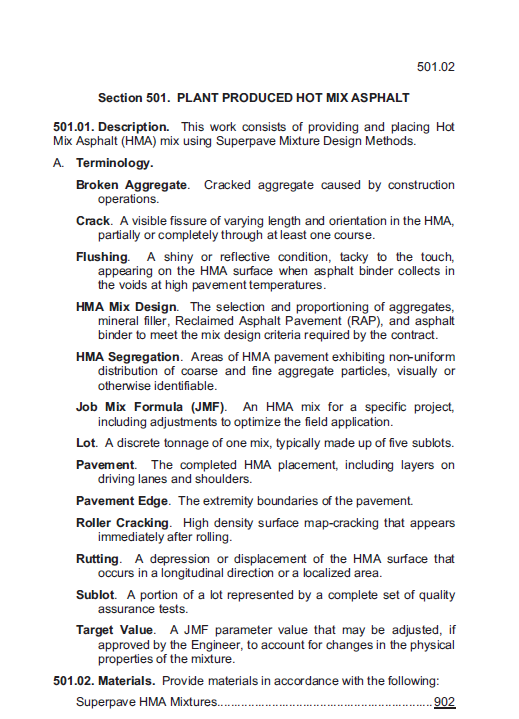 501.02
Section 501. PLANT PRODUCED HOT MIX ASPHALT
501.01. Description. This work consists of providing and placing Hot
Mix Asphalt (HMA) mix using Superpave Mixture Design Methods.
A. Terminology.
Broken Aggregate. Cracked aggregate caused by construction
operations.
Crack. A visible fissure of varying length and orientation in the HMA,
partially or completely through at least one course.
Flushing. A shiny or reflective condition, tacky to the touch,
appearing on the HMA surface when asphalt binder collects in
the voids at high pavement temperatures.
HMA Mix Design. The selection and proportioning of aggregates,
mineral filler, Reclaimed Asphalt Pavement (RAP), and asphalt
binder to meet the mix design criteria required by the contract.
HMA Segregation. Areas of HMA pavement exhibiting non-uniform
distribution of coarse and fine aggregate particles, visually or
otherwise identifiable.
Job Mix Formula (JMF). An HMA mix for a specific project,
including adjustments to optimize the field application.
Lot. A discrete tonnage of one mix, typically made up of five sublots.
Pavement. The completed HMA placement, including layers on
driving lanes and shoulders.
Pavement Edge. The extremity boundaries of the pavement.
Roller Cracking. High density surface map-cracking that appears
immediately after rolling.
Rutting. A depression or displacement of the HMA surface that
occurs in a longitudinal direction or a localized area.
Sublot. A portion of a lot represented by a complete set of quality
assurance tests.
Target Value. A JMF parameter value that may be adjusted, if
approved by the Engineer, to account for changes in the physical
properties of the mixture.
501.02. Materials. Provide materials in accordance with the following:
Superpave HMA Mixtures..............................................................902